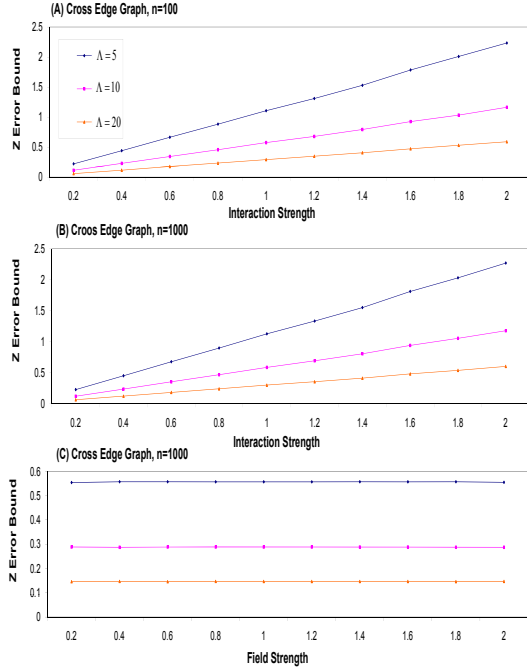 (A) Cross Edge Graph, n=100
Z Error Bound
2.5
2
1.5
1
0.5
0
Λ = 5
Λ = 10
Λ = 20
0.2 0.4 0.6 0.8 1 1.2 1.4 1.6 1.8 2
Interaction Strength
(B) Croos Edge Graph, n=1000
Z Error Bound
2.5
2
1.5
1
0.5
0
0.2 0.4 0.6 0.8 1 1.2 1.4 1.6 1.8 2
Interaction Strength
(C) Cross Edge Graph, n=1000
Z Error Bound
0.6
0.5
0.4
0.3
0.2
0.1
0
0.2 0.4 0.6 0.8 1 1.2 1.4 1.6 1.8 2
Field Strength